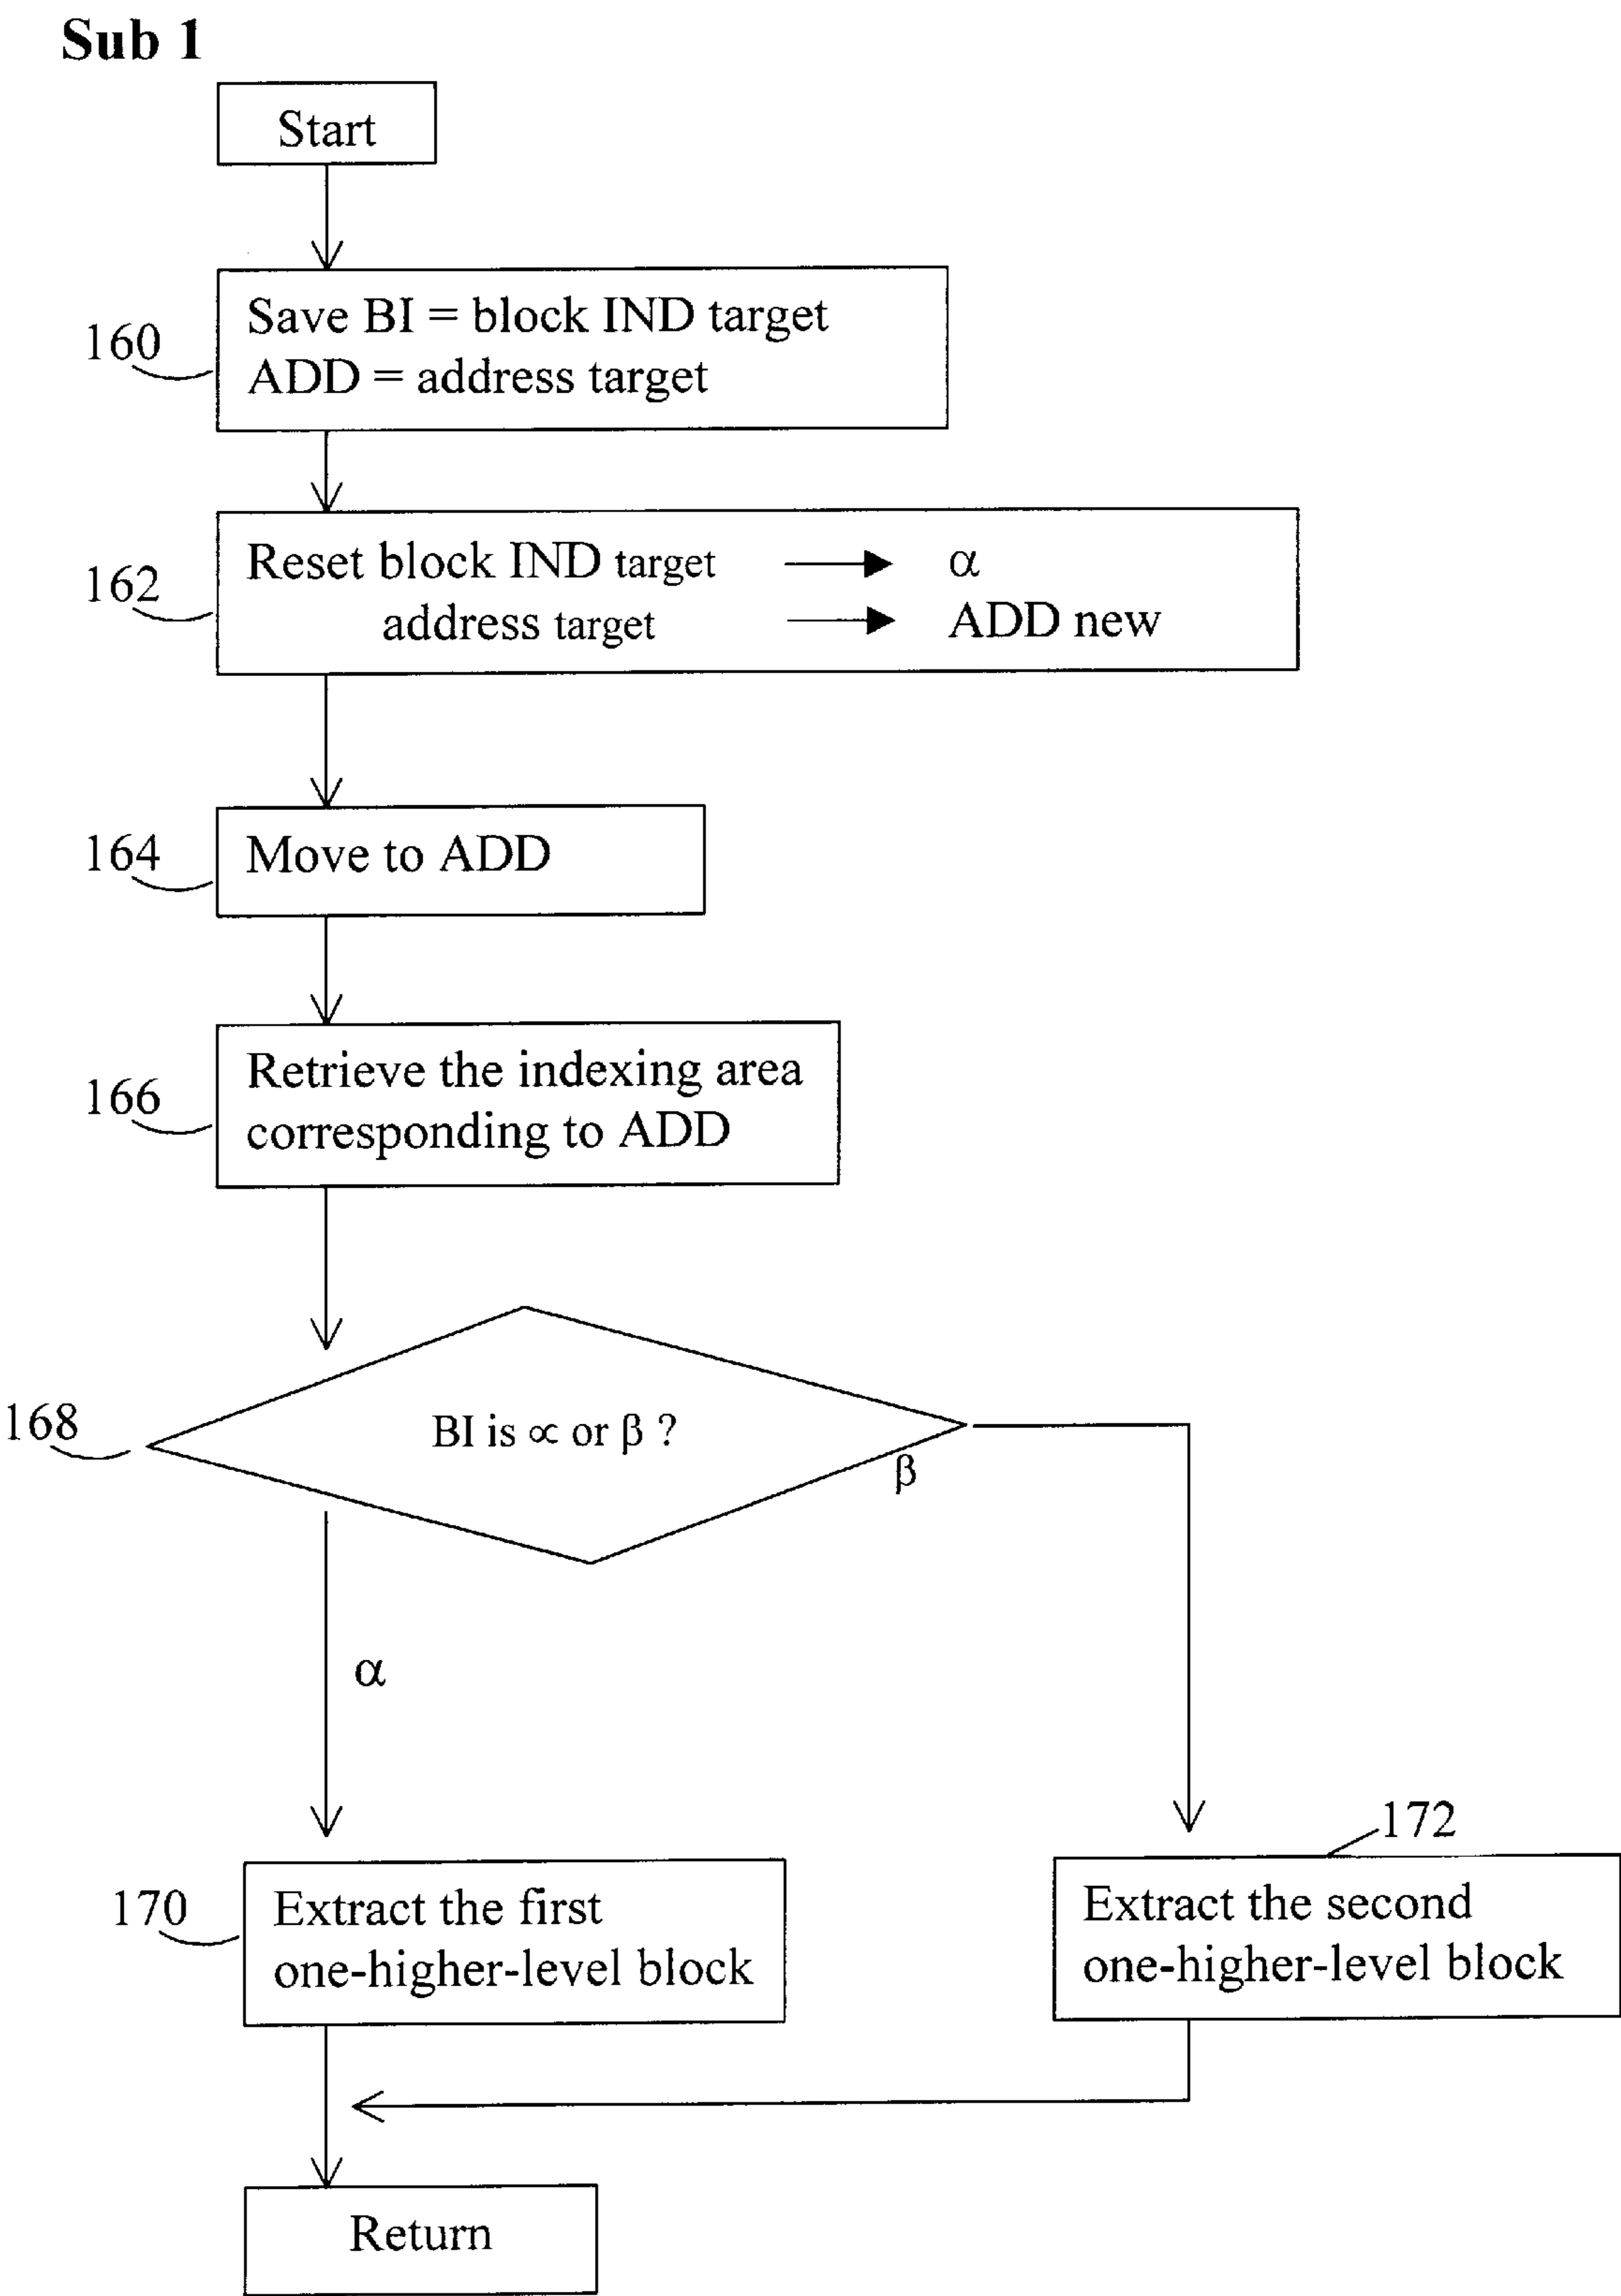 Sub 1
Start
160
Save BI = block IND target
ADD = address target
162
Reset block IND target → α
address target → ADD new
164
Move to ADD
166
Retrieve the indexing area
corresponding to ADD
168
BI is ∝ or β ?
β
α
170
Extract the first
one-higher-level block
172
Extract the second
one-higher-level block
Return